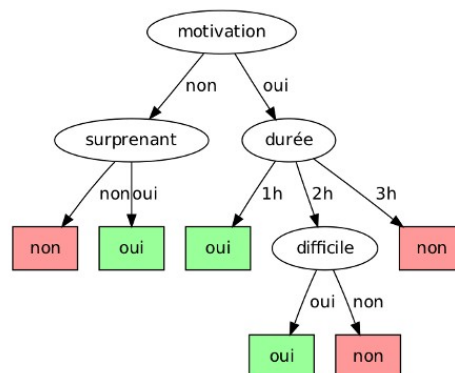 motivation
non oui
surprenant durée
non oui 1h 2h 3h
non oui oui difficile non
oui non
oui non